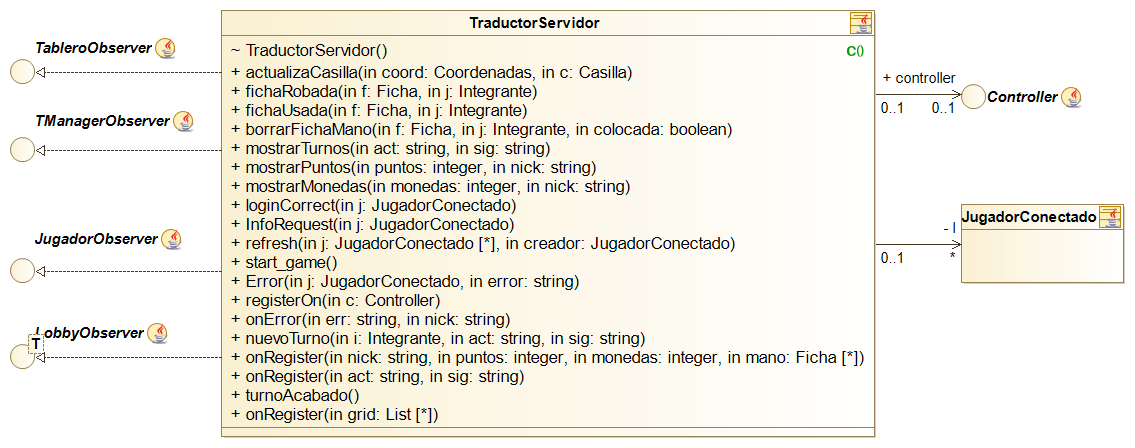 TraductorServidor
~ TraductorServidor()
C()
+ actualizaCasilla(in coord: Coordenadas, in c: Casilla)
+ fichaRobada(in f: Ficha, in j: Integrante)
+ fichaUsada(in f: Ficha, in j: Integrante)
+ borrarFichaMano(in f: Ficha, in j: Integrante, in colocada: boolean)
+ mostrarTurnos(in act: string, in sig: string)
+ mostrarPuntos(in puntos: integer, in nick: string)
+ mostrarMonedas(in monedas: integer, in nick: string)
+ loginCorrect(in j: JugadorConectado)
+ InfoRequest(in j: JugadorConectado)
+ refresh(in j: JugadorConectado [*], in creador: JugadorConectado)
+ start_game()
+ Error(in j: JugadorConectado, in error: string)
+ registerOn(in c: Controller)
+ onError(in err: string, in nick: string)
+ nuevoTurno(in i: Integrante, in act: string, in sig: string)
+ onRegister(in nick: string, in puntos: integer, in monedas: integer, in mano: Ficha [*])
+ onRegister(in act: string, in sig: string)
+ turnoAcabado()
+ onRegister(in grid: List [*])
TableroObserver
TManagerObserver
JugadorObserver
LobbyObserver
T
+ controller
0..1
0..1
Controller
- l
0..1
*
JugadorConectado